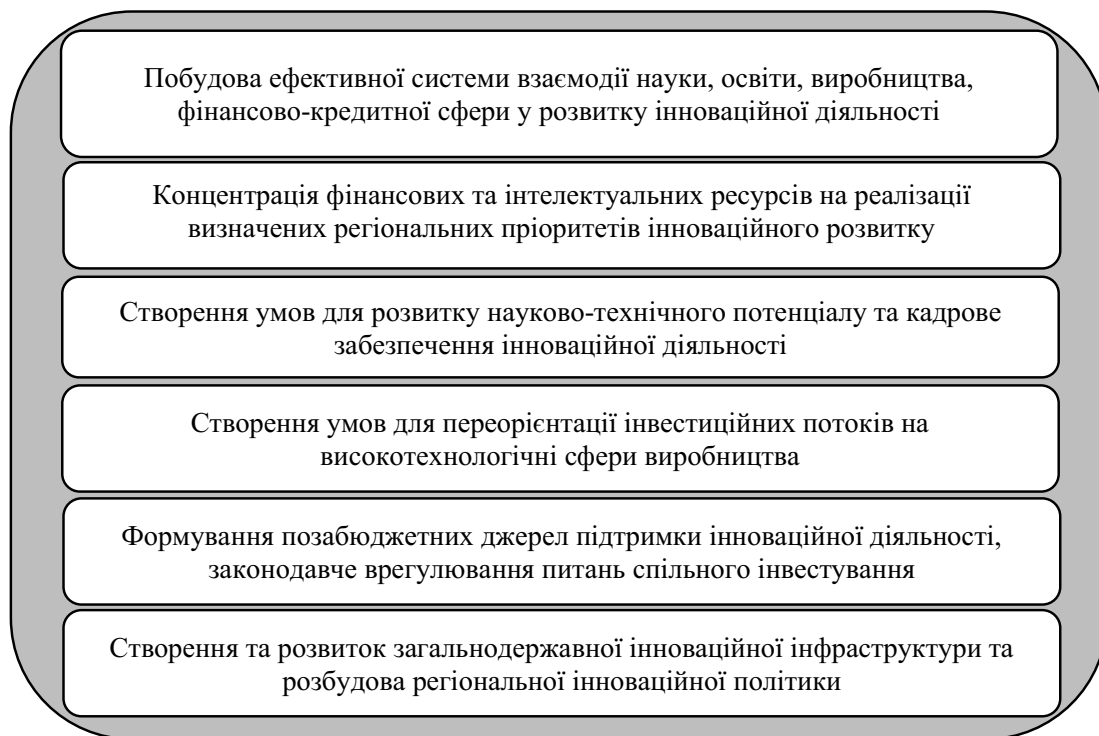 Побудова ефективної системи взаємодії науки, освіти, виробництва,
фінансово-кредитної сфери у розвитку інноваційної діяльності
Концентрація фінансових та інтелектуальних ресурсів на реалізації
визначених регіональних пріоритетів інноваційного розвитку
Створення умов для розвитку науково-технічного потенціалу та кадрове
забезпечення інноваційної діяльності
Створення умов для переорієнтації інвестиційних потоків на
високотехнологічні сфери виробництва
Формування позабюджетних джерел підтримки інноваційної діяльності,
законодавче врегулювання питань спільного інвестування
Створення та розвиток загальнодержавної інноваційної інфраструктури та
розбудова регіональної інноваційної політики